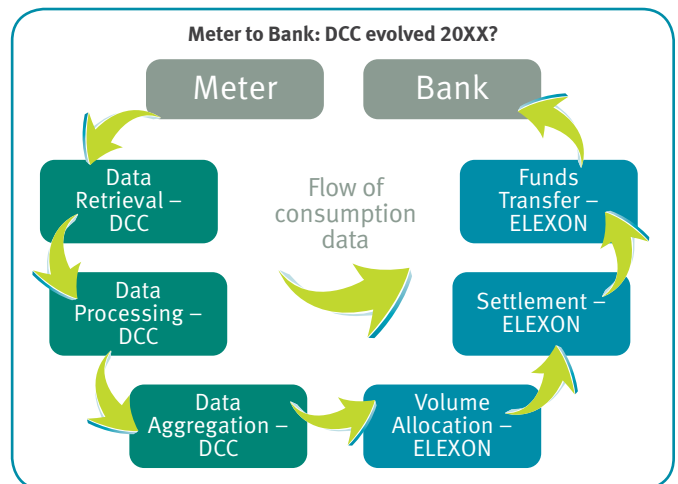 Meter to Bank: DCC evolved 20XX?
Meter
Bank
Data
Retrieval –
DCC
Flow of
consumption
data
Funds
Transfer –
ELEXON
Data
Processing –
DCC
Settlement –
ELEXON
Data
Aggregation –
DCC
Volume
Allocation –
ELEXON